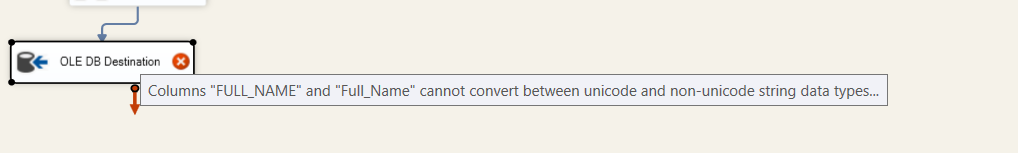 OLE DB Destination
Columns "FULL_NAME" and "Full_Name" cannot convert between unicode and non-unicode string data types...